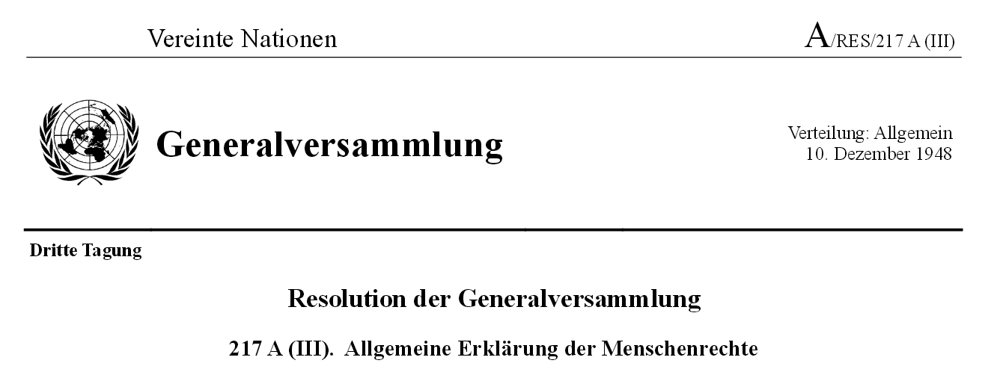 Vereinte Nationen A/RES/217 A (III)
Generalversammlung
Verteilung: Allgemein
10. Dezember 1948
Dritte Tagung
Resolution der Generalversammlung
217 A (III). Allgemeine Erklärung der Menschenrechte